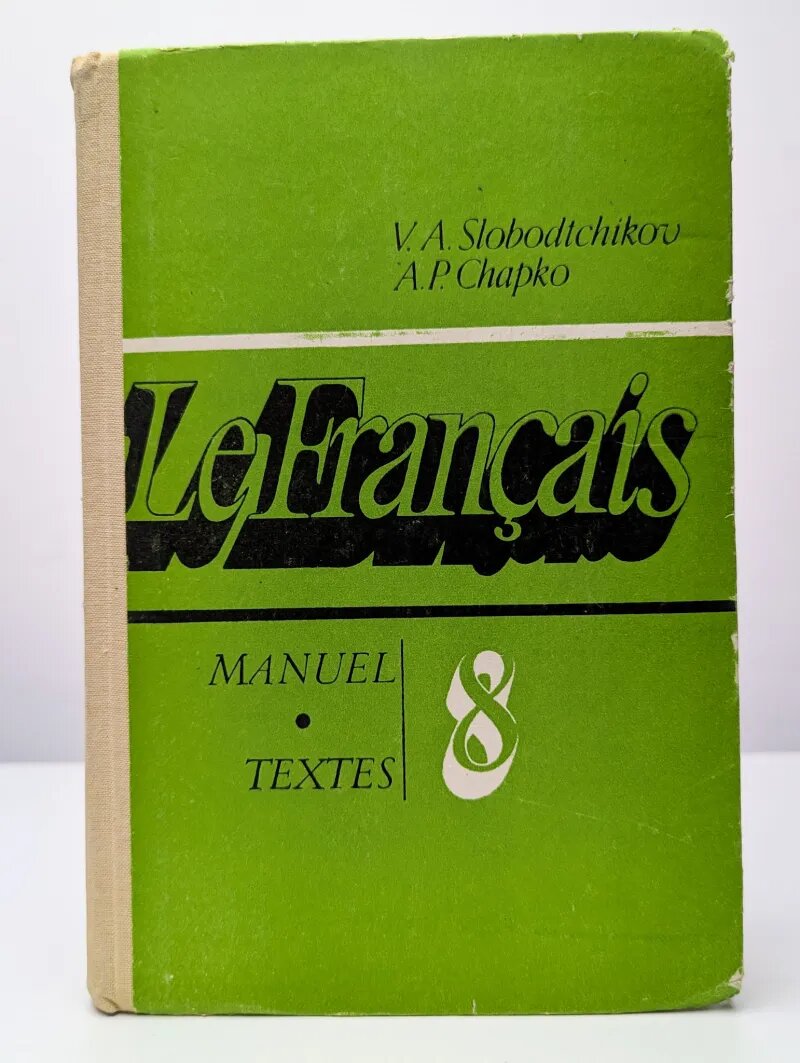 V. A. Slobodtchikov
A. P. Chapko
Le Français
MANUEL
•
TEXTES
8